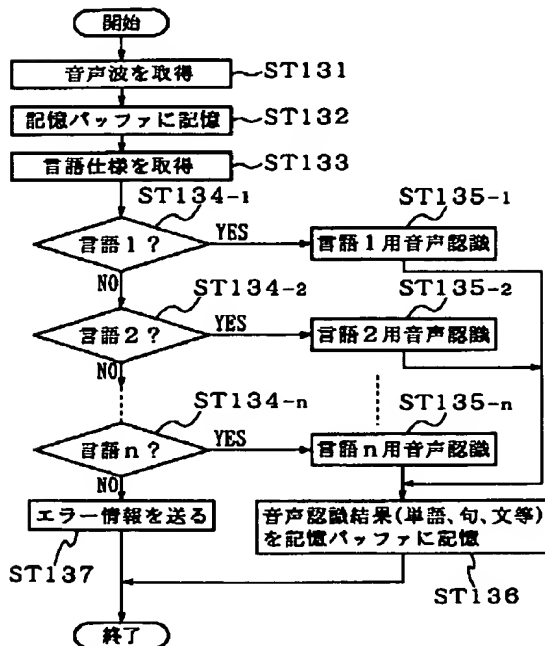 開始
音声波を取得
ST131
記憶バッファに記憶
ST132
言語仕様を取得
ST133
ST134-1
言語1?
YES
NO
ST135-1
言語1用音声認識
ST134-2
言語2?
YES
NO
ST135-2
言語2用音声認識
ST134-n
言語n?
YES
NO
ST135-n
言語n用音声認識
エラー情報を送る
ST137
音声認識結果(単語、句、文等)
を記憶バッファに記憶
ST136
終了